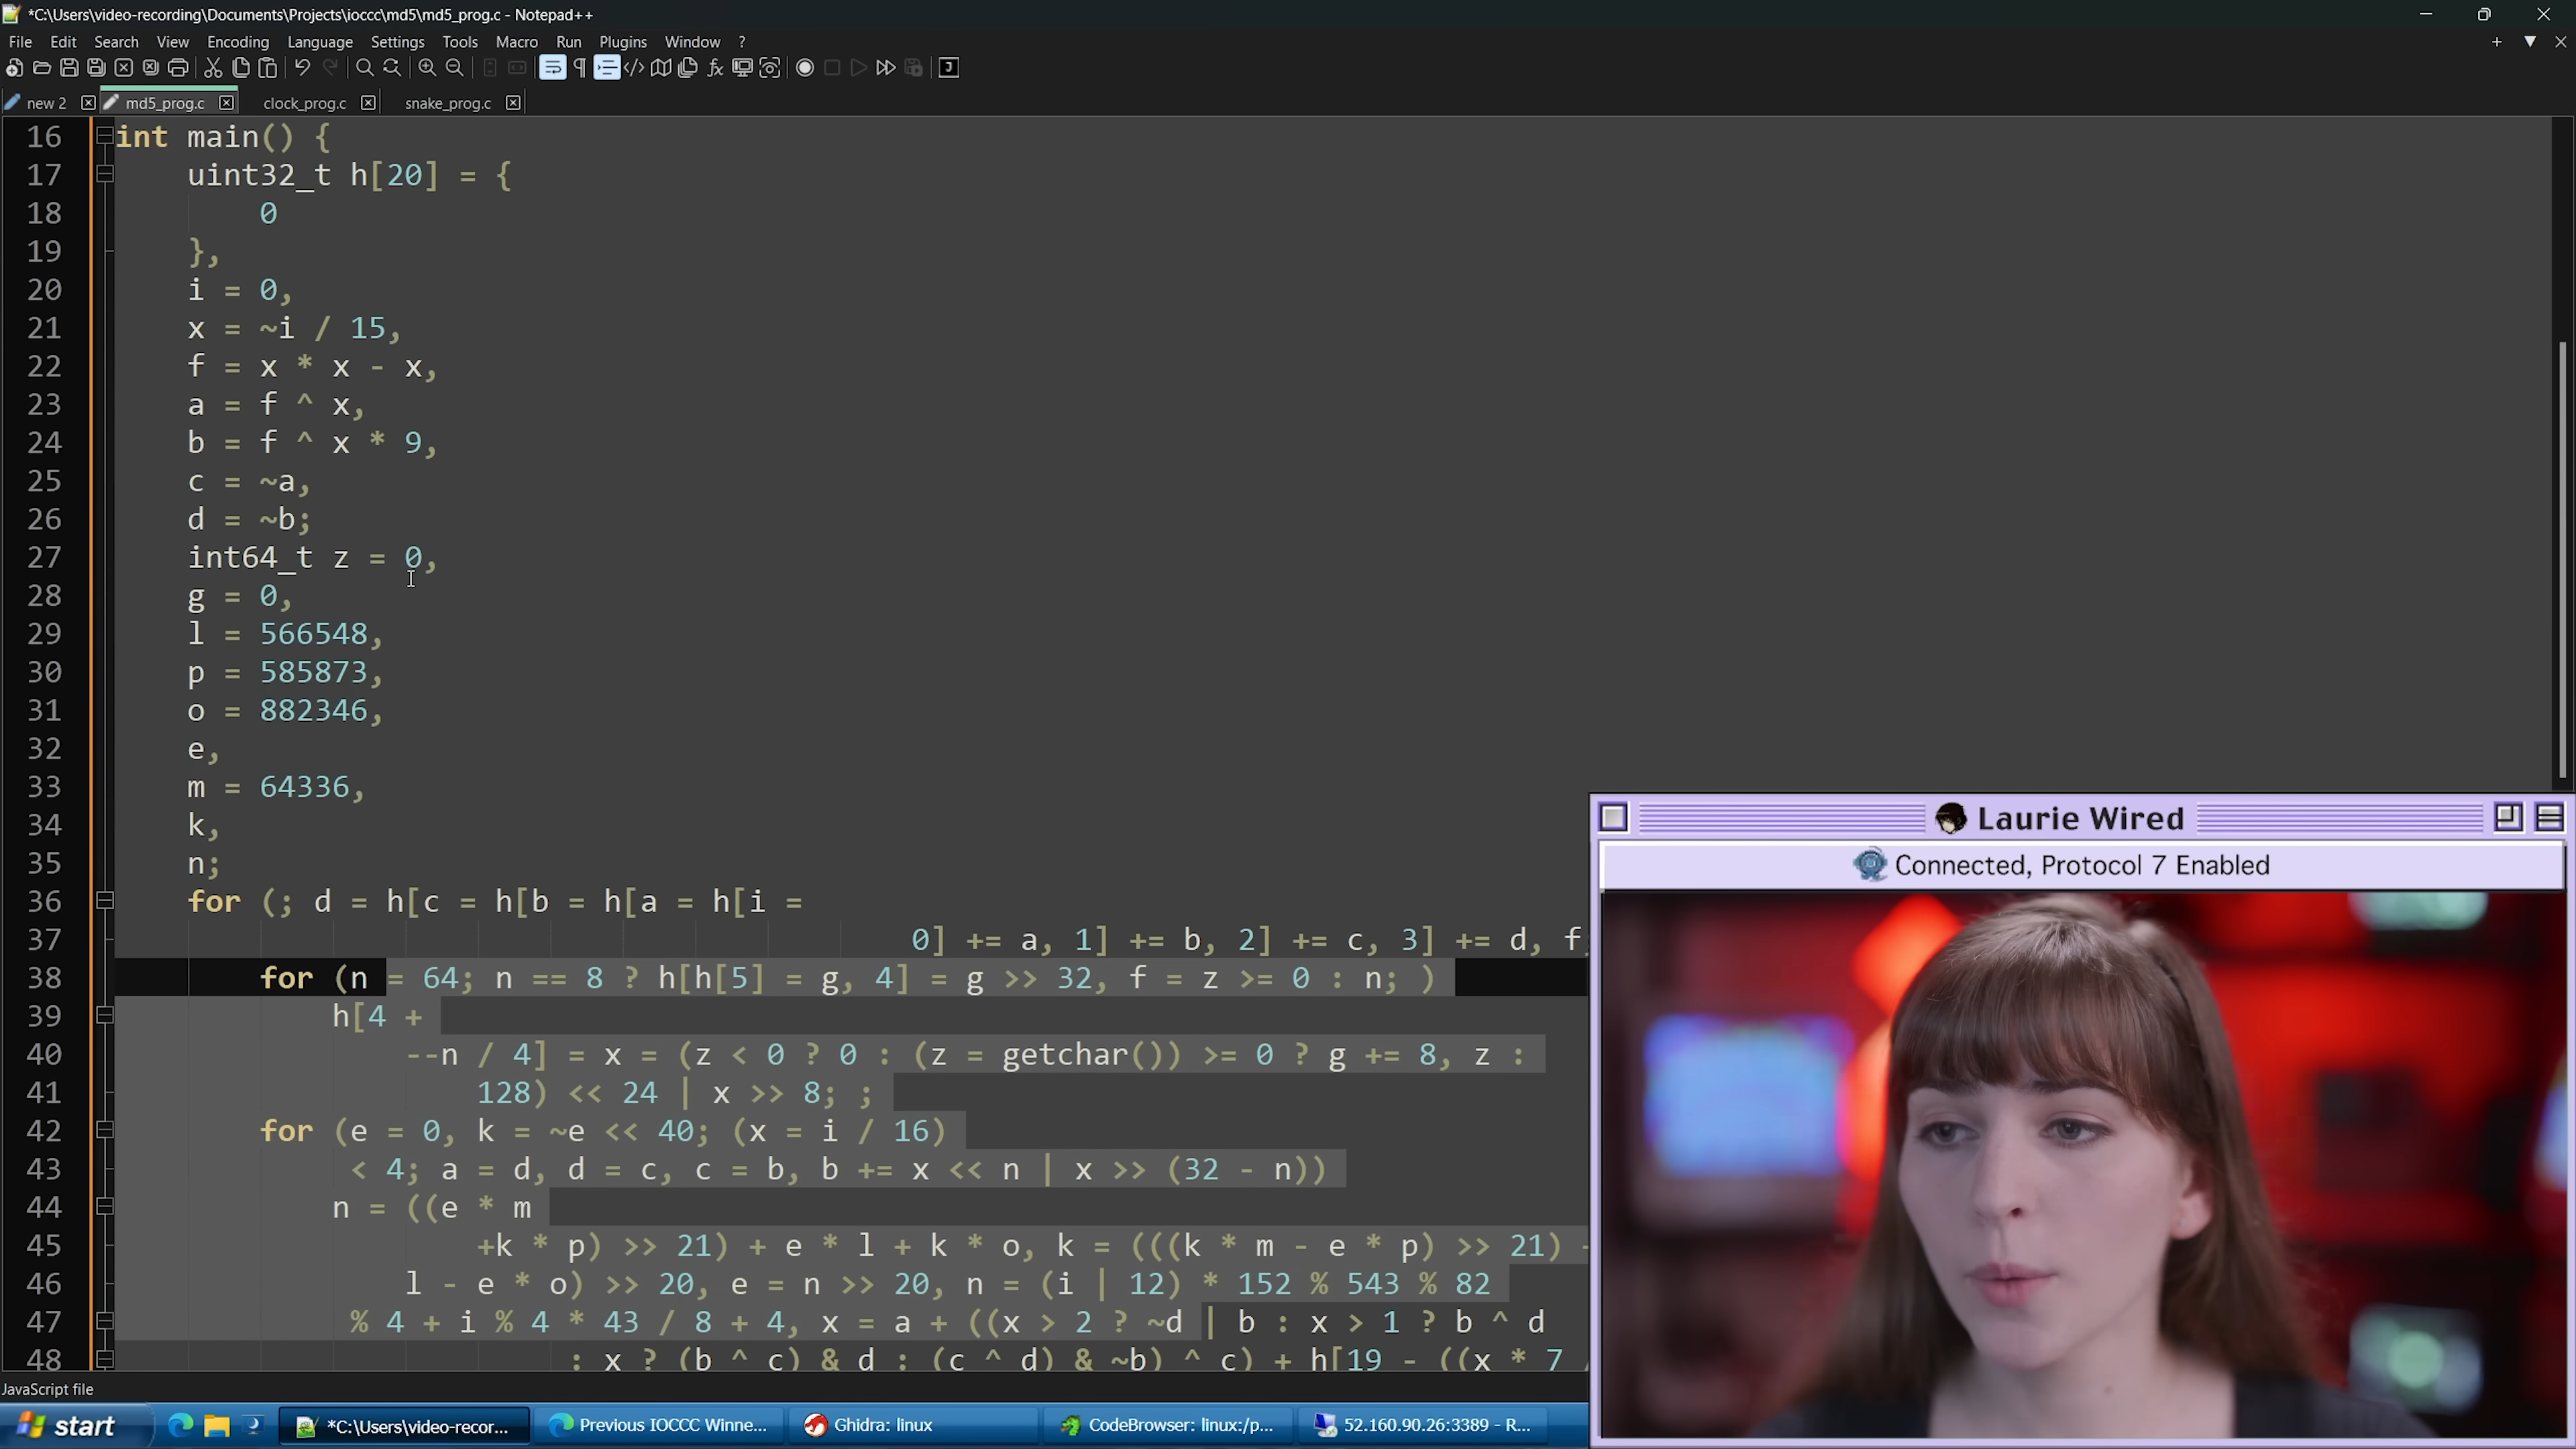 *C:\Users\video-recording\Documents\Projects\ioccc\md5\md5_prog.c - Notepad++
File Edit Search View Encoding Language Settings Tools Macro Run Plugins Window ?
new 2 md5_prog.c clock_prog.c snake_prog.c
16 int main() {
17 uint32_t h[20] = {
18 0
19 },
20 i = 0,
21 x = ~i / 15,
22 f = x * x - x,
23 a = f ^ x,
24 b = f ^ x * 9,
25 c = ~a,
26 d = ~b;
27 int64_t z = 0,
28 g = 0,
29 l = 566548,
30 p = 585873,
31 o = 882346,
32 e,
33 m = 64336,
34 k,
35 n;
36 for (; d = h[c = h[b = h[a = h[i =
37 0] += a, 1] += b, 2] += c, 3] += d, f
38 for (n = 64; n == 8 ? h[h[5] = g, 4] = g >> 32, f = z >= 0 : n; )
39 h[4 +
40 --n / 4] = x = (z < 0 ? 0 : (z = getchar()) >= 0 ? g += 8, z :
41 128) << 24 | x >> 8; ;
42 for (e = 0, k = ~e << 40; (x = i / 16)
43 < 4; a = d, d = c, c = b, b += x << n | x >> (32 - n))
44 n = ((e * m
45 +k * p) >> 21) + e * l + k * o, k = (((k * m - e * p) >> 21) -
46 l - e * o) >> 20, e = n >> 20, n = (i | 12) * 152 % 543 % 82
47 % 4 + i % 4 * 43 / 8 + 4, x = a + ((x > 2 ? ~d | b : x > 1 ? b ^ d
48 : x ? (b ^ c) & d : (c ^ d) & ~b) ^ c) + h[19 - ((x * 7
Laurie Wired
Connected, Protocol 7 Enabled
JavaScript file
start *C:\Users\video-recor... Previous IOCCC Winne... Ghidra: linux CodeBrowser: linux:/p... 52.160.90.26:3389 - R...